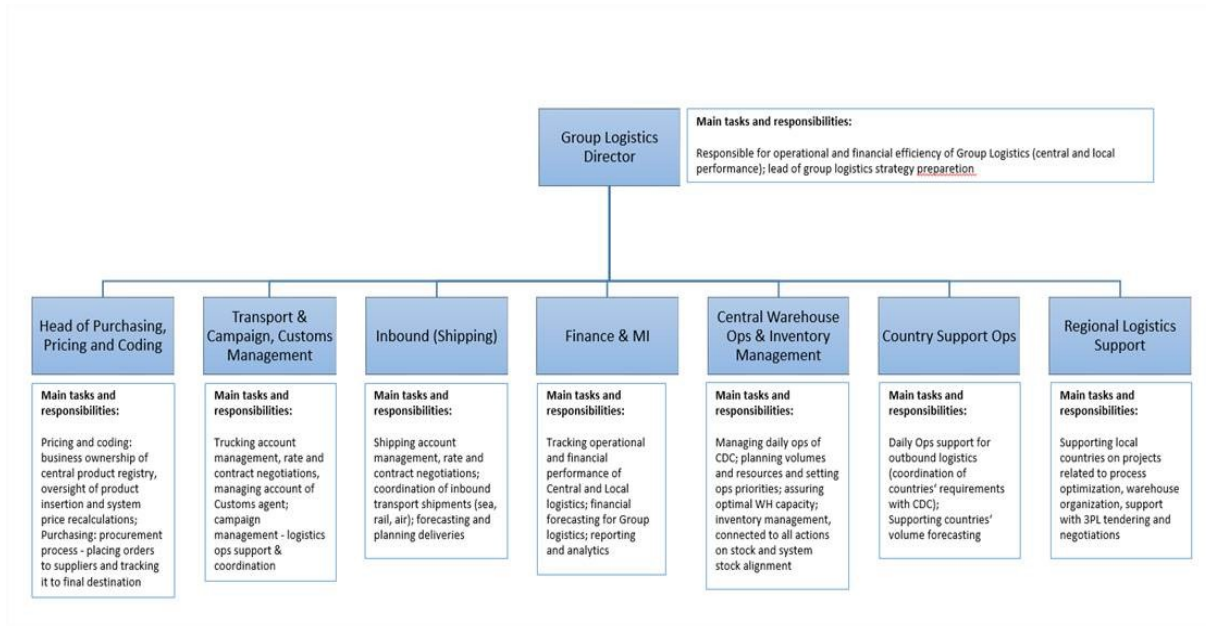 Group Logistics
Director
Main tasks and responsibilities:
Responsible for operational and financial efficiency of Group Logistics (central and local
performance); lead of group logistics strategy preparetion
Head of Purchasing,
Pricing and Coding
Main tasks and
responsibilities:
Pricing and coding:
business ownership of
central product registry,
oversight of product
insertion and system
price recalculations;
Purchasing: procurement
process - placing orders
to suppliers and tracking
it to final destination
Transport &
Campaign, Customs
Management
Main tasks and
responsibilities:
Trucking account
management, rate and
contract negotiations,
managing account of
Customs agent;
campaign
management - logistics
ops support &
coordination
Inbound (Shipping)
Main tasks and
responsibilities:
Shipping account
management, rate and
contract negotiations;
coordination of inbound
transport shipments (sea,
rail, air); forecasting and
planning deliveries
Finance & MI
Main tasks and
responsibilities:
Tracking operational
and financial
performance of
Central and Local
logistics; financial
forecasting for Group
logistics; reporting
and analytics
Central Warehouse
Ops & Inventory
Management
Main tasks and
responsibilities:
Managing daily ops of
CDC; planning volumes
and resources and setting
ops priorities; assuring
optimal WH capacity;
inventory management,
connected to all actions
on stock and system
stock alignment
Country Support Ops
Main tasks and
responsibilities:
Daily Ops support for
outbound logistics
(coordination of
countries‘ requirements
with CDC);
Supporting countries‘
volume forecasting
Regional Logistics
Support
Main tasks and
responsibilities:
Supporting local
countries on projects
related to process
optimization, warehouse
organization, support
with 3PL tendering and
negotiations